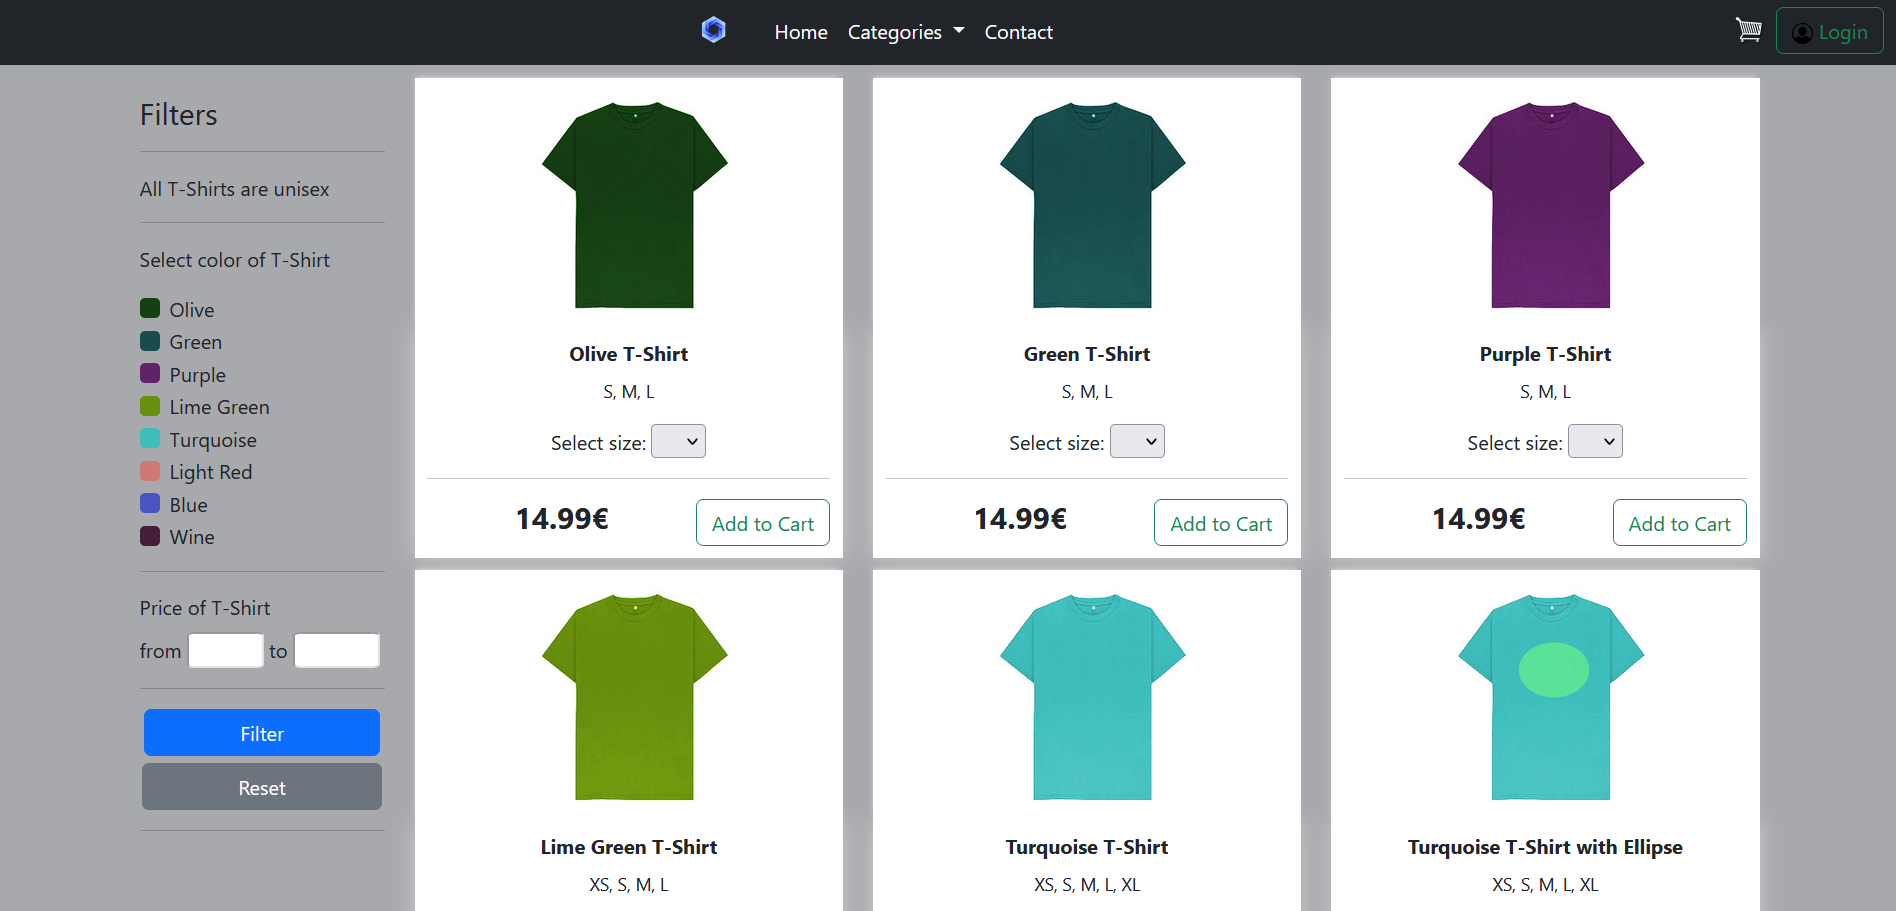 Home Categories Contact
Login
Filters
All T-Shirts are unisex
Select color of T-Shirt
Olive
Green
Purple
Lime Green
Turquoise
Light Red
Blue
Wine
Price of T-Shirt
from to
Filter
Reset
Olive T-Shirt
S, M, L
Select size:
14.99€ Add to Cart
Green T-Shirt
S, M, L
Select size:
14.99€ Add to Cart
Purple T-Shirt
S, M, L
Select size:
14.99€ Add to Cart
Lime Green T-Shirt
XS, S, M, L
Turquoise T-Shirt
XS, S, M, L, XL
Turquoise T-Shirt with Ellipse
XS, S, M, L, XL